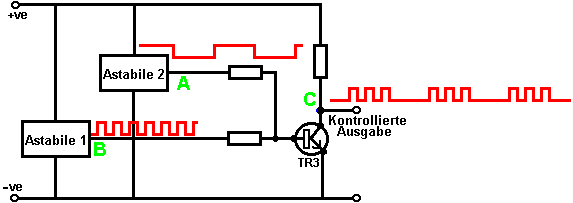 +ve
Astabile 2
A
C
Kontrollierte
Ausgabe
Astabile 1
B
TR3
-ve